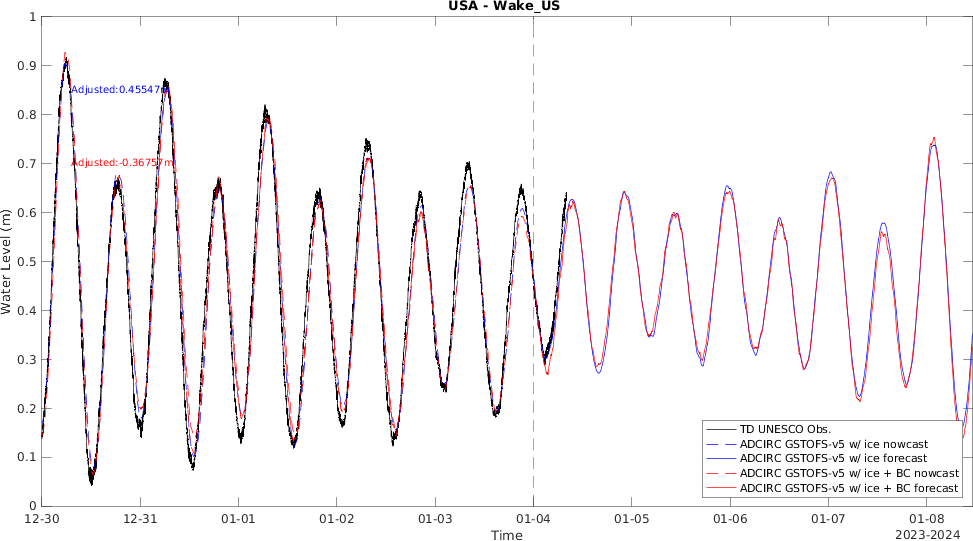 USA - Wake_US
1
0.9
0.8
0.7
0.6
0.5
0.4
0.3
0.2
0.1
0
Water Level (m)
Adjusted:0.45547m
Adjusted:-0.36757m
TD UNESCO Obs.
ADCIRC GSTOFS-v5 w/ ice nowcast
ADCIRC GSTOFS-v5 w/ ice forecast
ADCIRC GSTOFS-v5 w/ ice + BC nowcast
ADCIRC GSTOFS-v5 w/ ice + BC forecast
12-30 12-31 01-01 01-02 01-03 01-04 01-05 01-06 01-07 01-08
Time
2023-2024